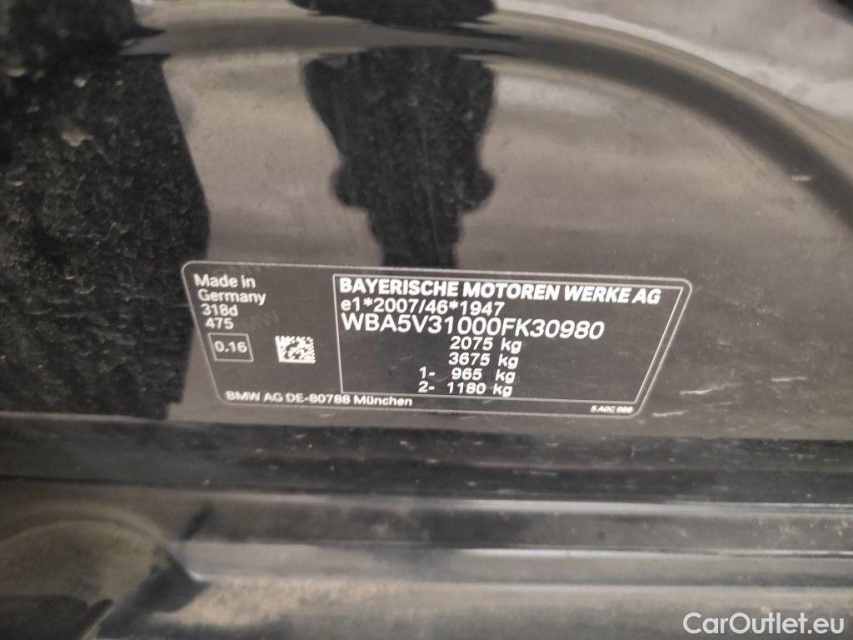 Made in
Germany
318d
475
0.16
BAYERISCHE MOTOREN WERKE AG
e1*2007/46*1947
WBA5V31000FK30980
2075 kg
3675 kg
1- 965 kg
2- 1180 kg
BMW AG DE-80788 München
CarOutlet.eu